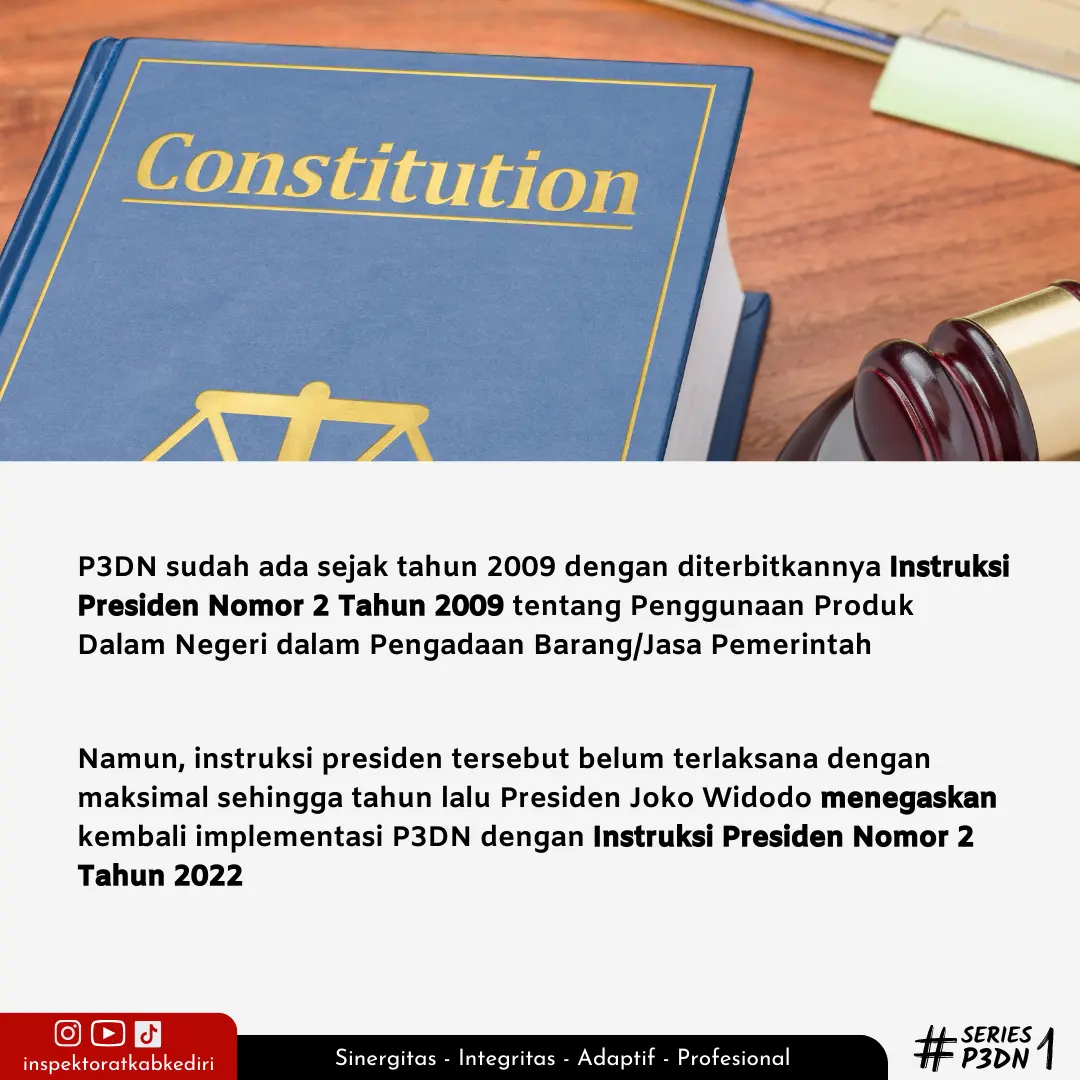 Constitution
P3DN sudah ada sejak tahun 2009 dengan diterbitkannya Instruksi
Presiden Nomor 2 Tahun 2009 tentang Penggunaan Produk
Dalam Negeri dalam Pengadaan Barang/Jasa Pemerintah
Namun, instruksi presiden tersebut belum terlaksana dengan
maksimal sehingga tahun lalu Presiden Joko Widodo menegaskan
kembali implementasi P3DN dengan Instruksi Presiden Nomor 2
Tahun 2022
inspektoratkabkediri
Sinergitas - Integritas - Adaptif - Profesional
#SERIES
P3DN 1